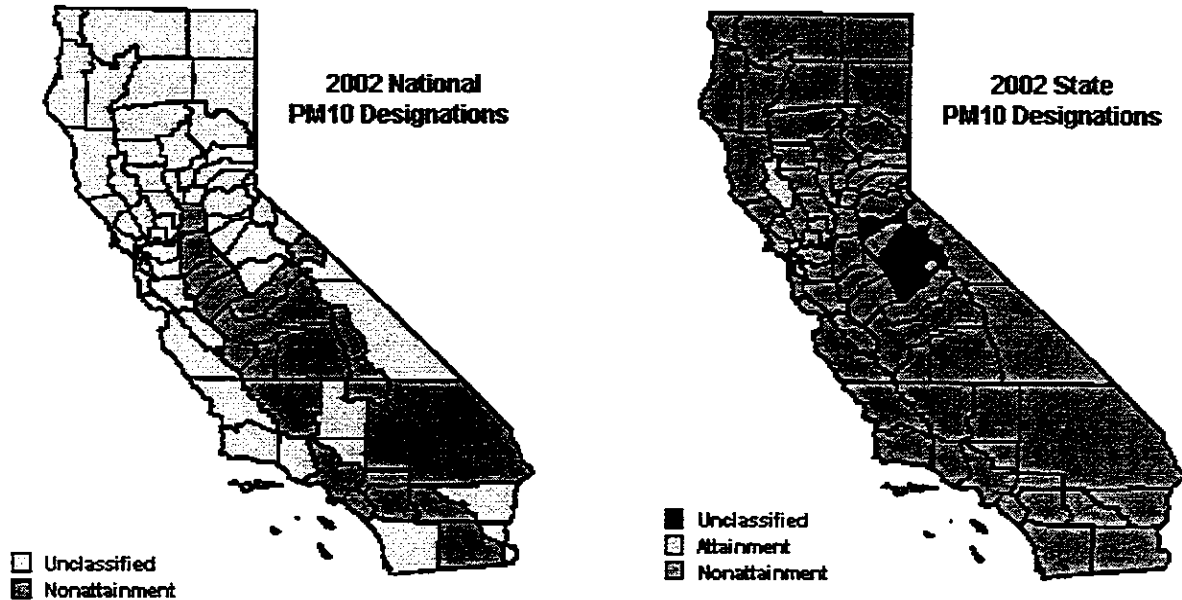 2002 National
PM10 Designations
Unclassified
Nonattainment
2002 State
PM10 Designations
Unclassified
Attainment
Nonattainment